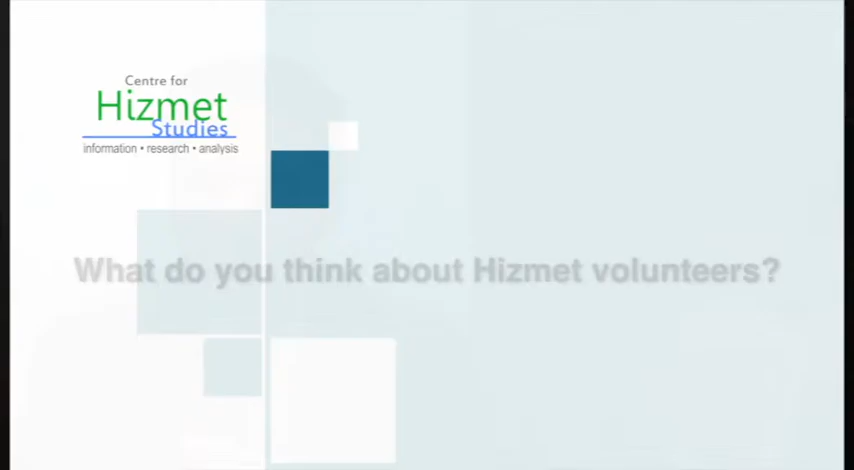 Centre for
Hizmet
Studies
information • research • analysis
What do you think about Hizmet volunteers?